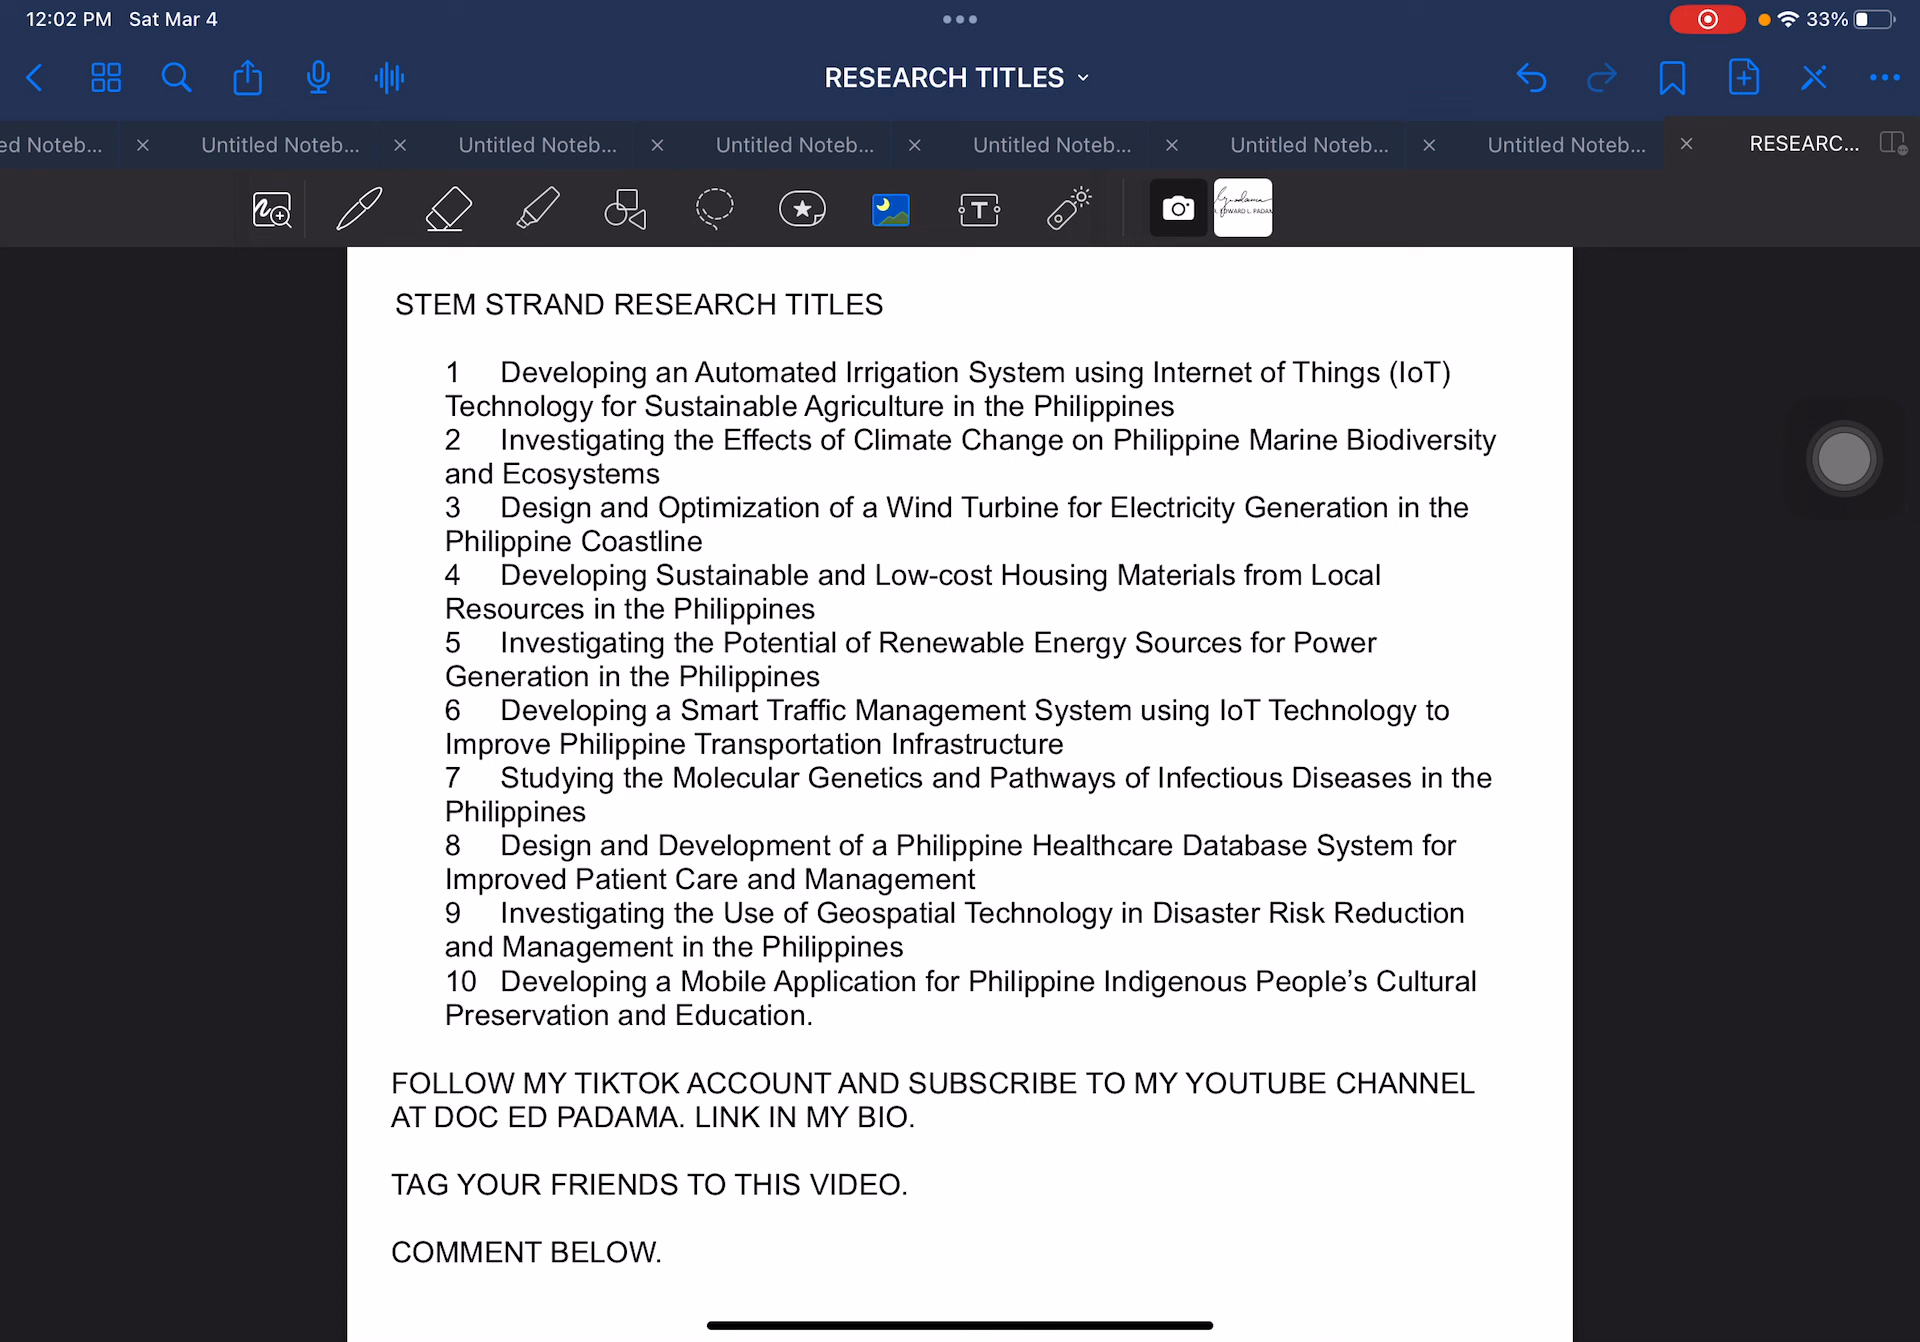 12:02 PM Sat Mar 4
33%
RESEARCH TITLES
ed Noteb...
Untitled Noteb...
Untitled Noteb...
Untitled Noteb...
Untitled Noteb...
Untitled Noteb...
Untitled Noteb...
RESEARC...
T
EDWARD L. PADAM
STEM STRAND RESEARCH TITLES
1 Developing an Automated Irrigation System using Internet of Things (IoT)
Technology for Sustainable Agriculture in the Philippines
2 Investigating the Effects of Climate Change on Philippine Marine Biodiversity
and Ecosystems
3 Design and Optimization of a Wind Turbine for Electricity Generation in the
Philippine Coastline
4 Developing Sustainable and Low-cost Housing Materials from Local
Resources in the Philippines
5 Investigating the Potential of Renewable Energy Sources for Power
Generation in the Philippines
6 Developing a Smart Traffic Management System using IoT Technology to
Improve Philippine Transportation Infrastructure
7 Studying the Molecular Genetics and Pathways of Infectious Diseases in the
Philippines
8 Design and Development of a Philippine Healthcare Database System for
Improved Patient Care and Management
9 Investigating the Use of Geospatial Technology in Disaster Risk Reduction
and Management in the Philippines
10 Developing a Mobile Application for Philippine Indigenous People’s Cultural
Preservation and Education.
FOLLOW MY TIKTOK ACCOUNT AND SUBSCRIBE TO MY YOUTUBE CHANNEL
AT DOC ED PADAMA. LINK IN MY BIO.
TAG YOUR FRIENDS TO THIS VIDEO.
COMMENT BELOW.